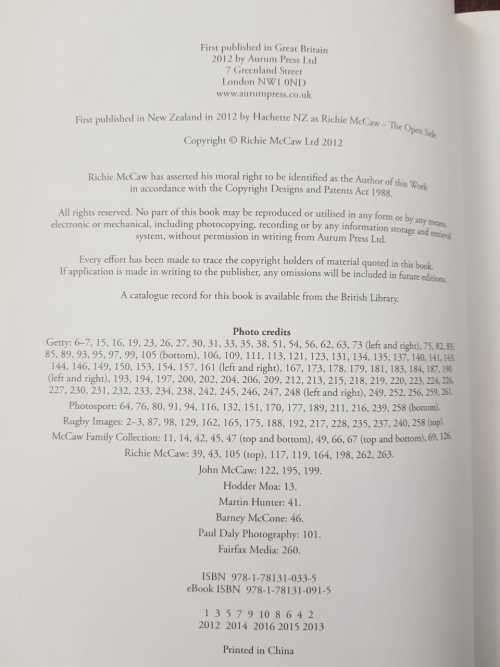 First published in Great Britain
2012 by Aurum Press Ltd
7 Greenland Street
London NW1 0ND
www.aurumpress.co.uk
First published in New Zealand in 2012 by Hachette NZ as Richie McCaw – The Open Side
Copyright © Richie McCaw Ltd 2012
Richie McCaw has asserted his moral right to be identified as the Author of this Work
in accordance with the Copyright Designs and Patents Act 1988.
All rights reserved. No part of this book may be reproduced or utilised in any form or by any means,
electronic or mechanical, including photocopying, recording or by any information storage and retrieval
system, without permission in writing from Aurum Press Ltd.
Every effort has been made to trace the copyright holders of material quoted in this book.
If application is made in writing to the publisher, any omissions will be included in future editions.
A catalogue record for this book is available from the British Library.
Photo credits
Getty: 6–7, 15, 16, 19, 23, 26, 27, 30, 31, 33, 35, 38, 51, 54, 56, 62, 63, 73 (left and right), 75, 82, 83,
85, 89, 93, 95, 97, 99, 105 (bottom), 106, 109, 111, 113, 121, 123, 131, 134, 135, 137, 140, 141, 143,
144, 146, 149, 150, 153, 154, 157, 161 (left and right), 167, 173, 178, 179, 181, 183, 184, 187, 190
(left and right), 193, 194, 197, 200, 202, 204, 206, 209, 212, 213, 215, 218, 219, 220, 223, 224, 226,
227, 230, 231, 232, 233, 234, 238, 242, 245, 246, 247, 248 (left and right), 249, 252, 256, 259, 261.
Photosport: 64, 76, 80, 91, 94, 116, 132, 151, 170, 177, 189, 211, 216, 239, 258 (bottom).
Rugby Images: 2–3, 87, 98, 129, 162, 165, 175, 188, 192, 217, 228, 235, 237, 240, 258 (top).
McCaw Family Collection: 11, 14, 42, 45, 47 (top and bottom), 49, 66, 67 (top and bottom), 69, 126.
Richie McCaw: 39, 43, 105 (top), 117, 119, 164, 198, 262, 263.
John McCaw: 122, 195, 199.
Hodder Moa: 13.
Martin Hunter: 41.
Barney McCone: 46.
Paul Daly Photography: 101.
Fairfax Media: 260.
ISBN 978-1-78131-033-5
eBook ISBN 978-1-78131-091-5
1 3 5 7 9 10 8 6 4 2
2012 2014 2016 2015 2013
Printed in China